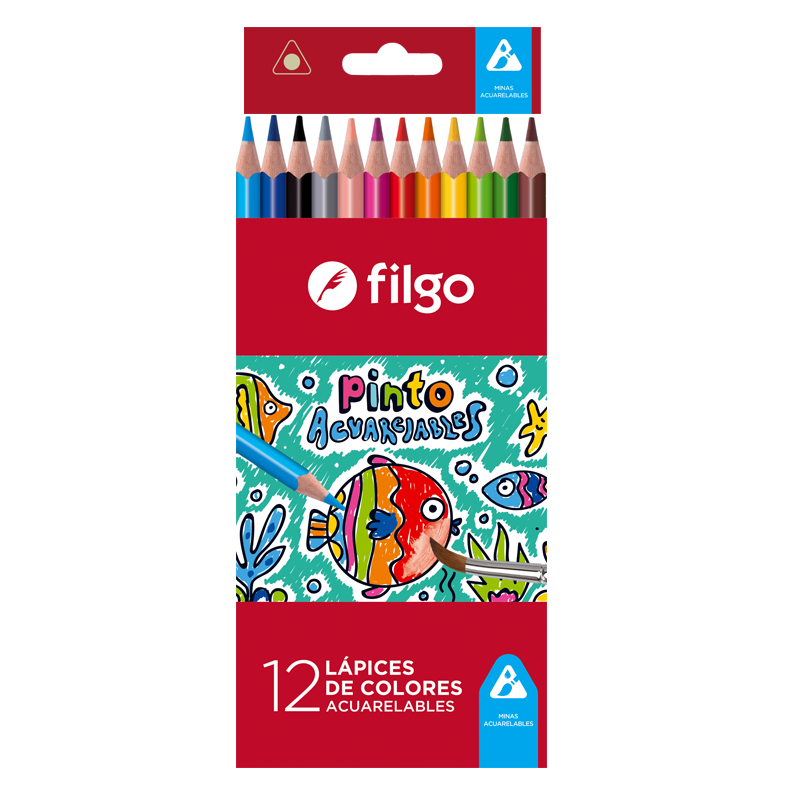 MINAS
ACUARELABLES
filgo
pinto
ACUARELABLES
12 LÁPICES
DE COLORES
ACUARELABLES
MINAS
ACUARELABLES